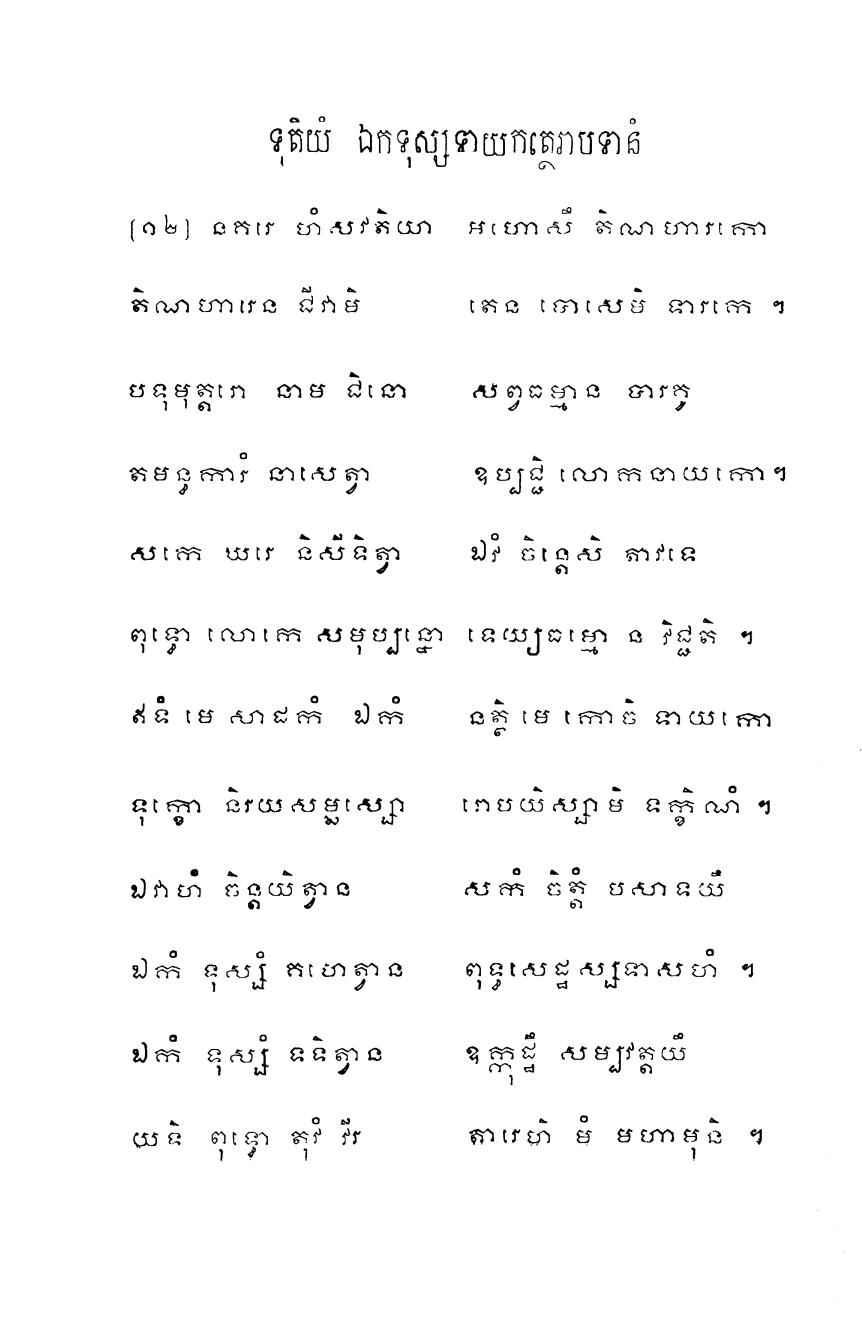 ទុតិយំ ឯកទុស្សទាយកត្ថេរាបទានំ
[១២] នគរេ ហំសវតិយា អហោសឹ តិណហារកោ
តិណហារេន ជីវាមិ តេន បោសេមិ ទារកេ ។
បទុមុត្តរោ នាម ជិនោ សព្វធម្មាន បារគូ
តមន្ធការំ នាសេត្វា ឧប្បជ្ជិ លោកនាយកោ។
សកេ ឃរេ និសីទិត្វា ឯវំ ចិន្តេសិ តាវទេ
ពុទ្ធោ លោកេ សមុប្បន្នោ ទេយ្យធម្មោ ន វិជ្ជតិ ។
ឥទំ មេ សាដកំ ឯកំ នត្ថិ មេ កោចិ ទាយកោ
ទុក្ខោ និរយសម្ផស្សោ រោបយិស្សាមិ ទក្ខិណំ ។
ឯវាហំ ចិន្តយិត្វាន សកំ ចិត្តំ បសាទយឹ
ឯកំ ទុស្សំ គហេត្វាន ពុទ្ធសេដ្ឋស្សទាសហំ ។
ឯកំ ទុស្សំ ទទិត្វាន ឧក្កុដ្ឋឹ សម្បវត្តយឹ
យទិ ពុទ្ធោ តុវំ វីរ តារេហិ មំ មហាមុនិ ។